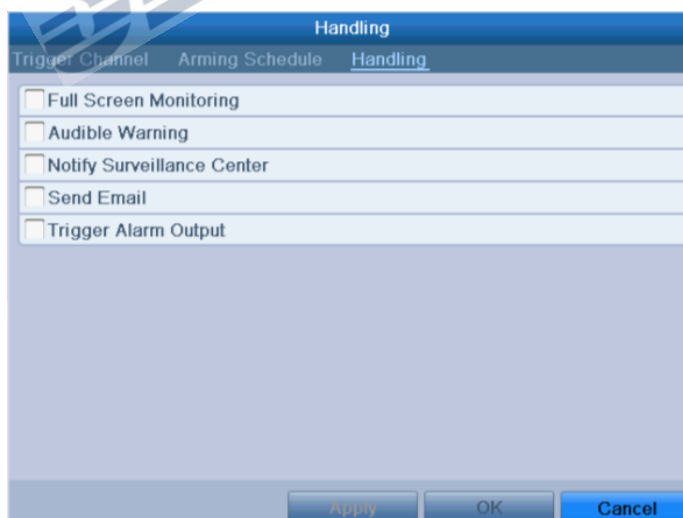 Handling
Trigger Channel Arming Schedule Handling
Full Screen Monitoring
Audible Warning
Notify Surveillance Center
Send Email
Trigger Alarm Output
Apply OK Cancel